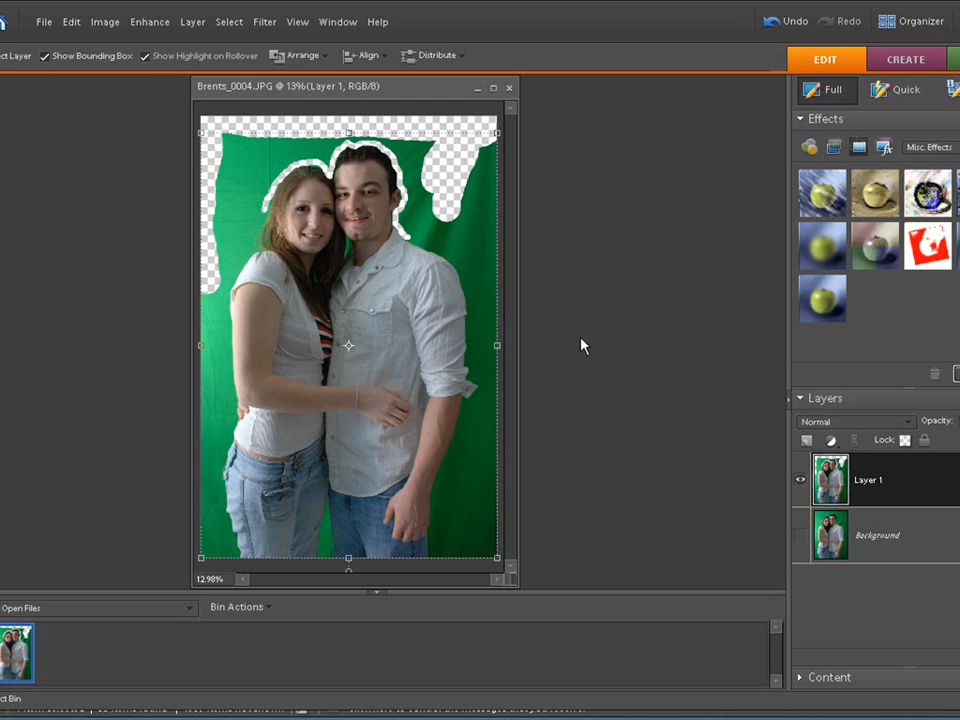 File Edit Image Enhance Layer Select Filter View Window Help Undo Redo Organizer
ct Layer Show Bounding Box Show Highlight on Rollover Arrange Align Distribute
EDIT CREATE
Brents_0004.JPG @ 13%(Layer 1, RGB/8)
Full Quick
Effects
Misc. Effects
Layers
Normal Opacity:
Lock:
Layer 1
Background
12.98%
Open Files Bin Actions
Content
ct Bin